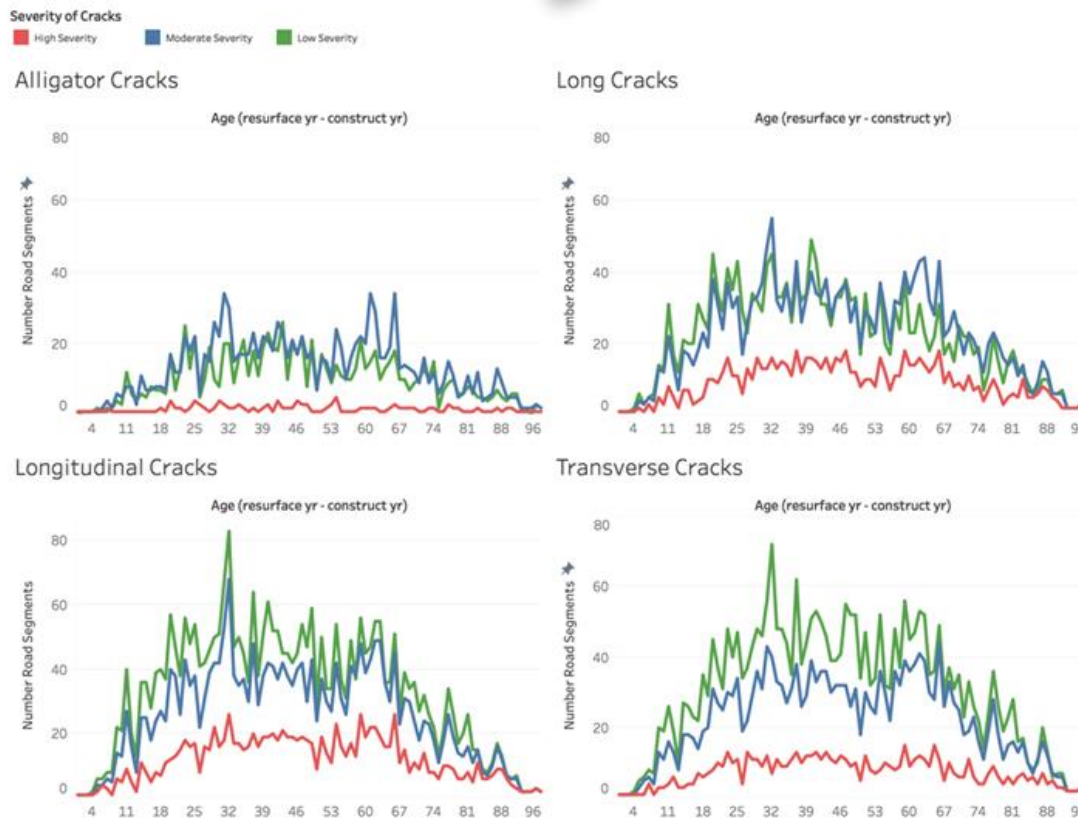 Severity of Cracks
High Severity Moderate Severity Low Severity
Alligator Cracks
Age (resurface yr - construct yr)
80
60
40
20
0
Number Road Segments
4 11 18 25 32 39 46 53 60 67 74 81 88 96
Long Cracks
Age (resurface yr - construct yr)
80
60
40
20
0
Number Road Segments
4 11 18 25 32 39 46 53 60 67 74 81 88 9
Longitudinal Cracks
Age (resurface yr - construct yr)
80
60
40
20
0
Number Road Segments
4 11 18 25 32 39 46 53 60 67 74 81 88 96
Transverse Cracks
Age (resurface yr - construct yr)
80
60
40
20
0
Number Road Segments
4 11 18 25 32 39 46 53 60 67 74 81 88 9